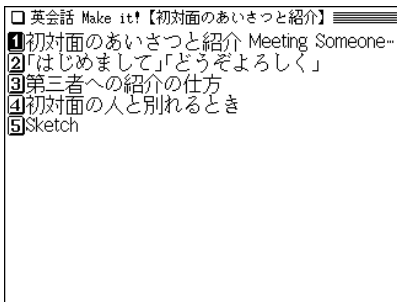 □ 英会話 Make it!【初対面のあいさつと紹介】
1初対面のあいさつと紹介 Meeting Someone…
2「はじめまして」「どうぞよろしく」
3第三者への紹介の仕方
4初対面の人と別れるとき
5Sketch